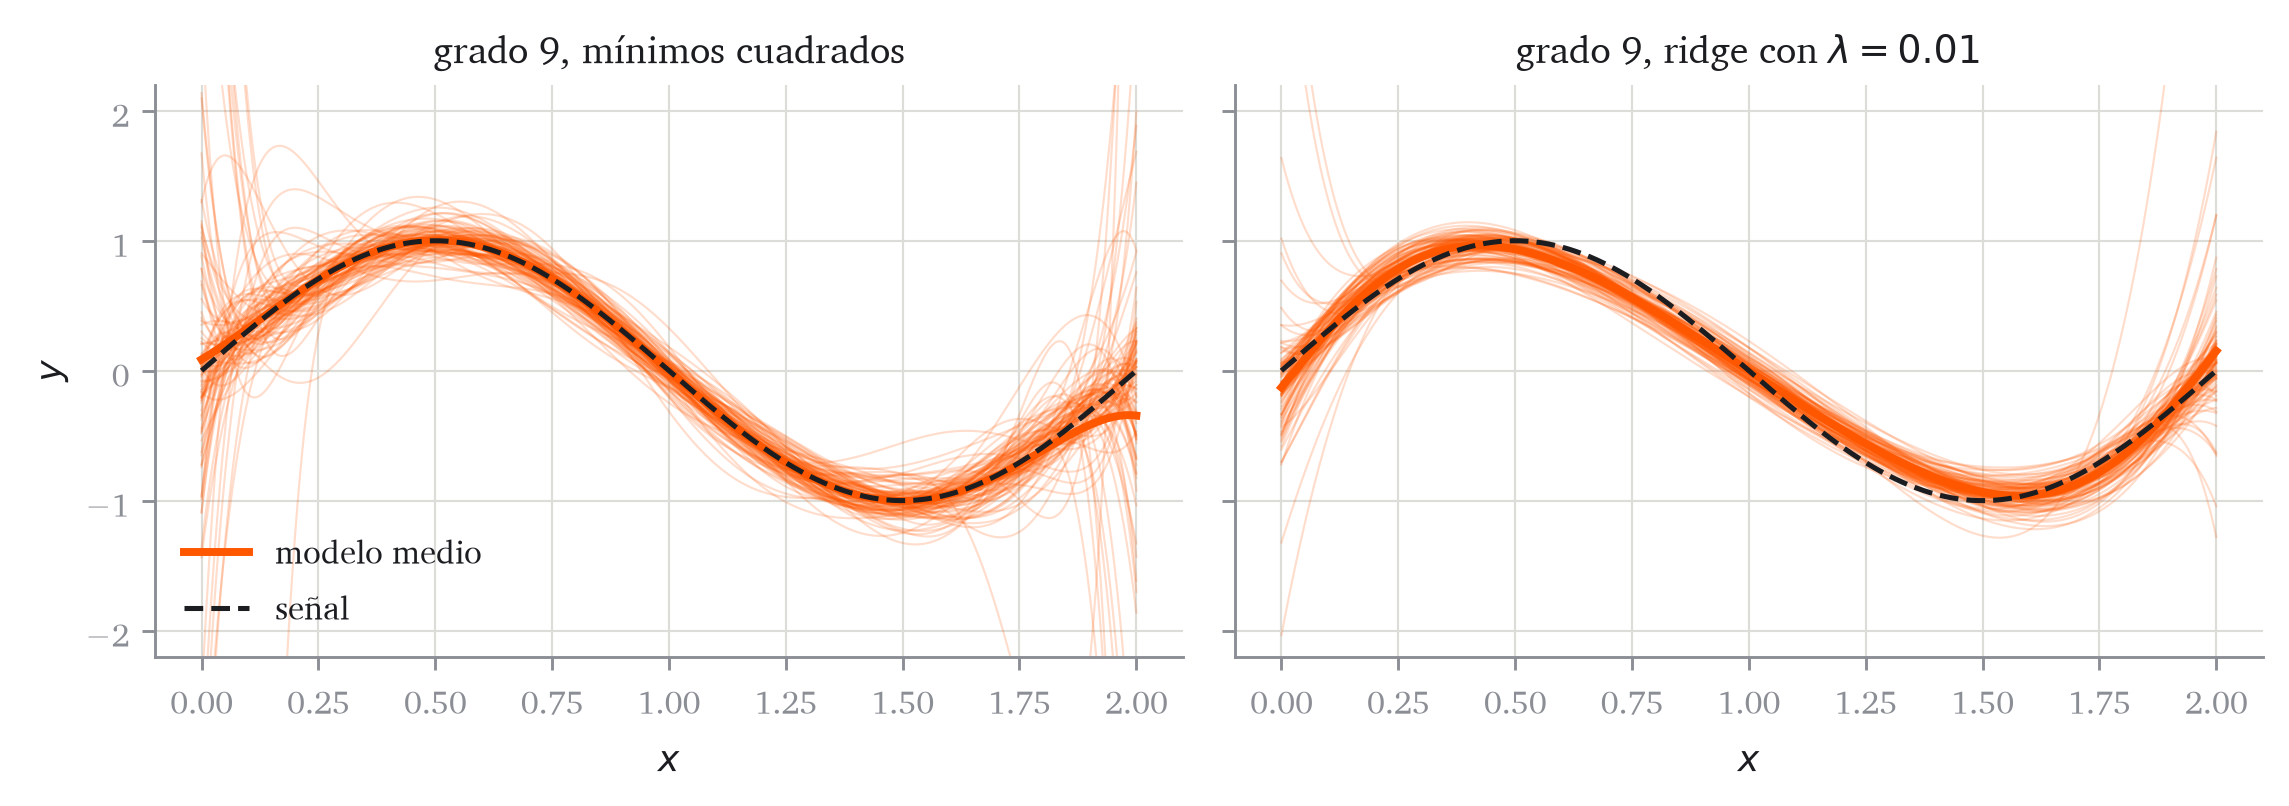 grado 9, mínimos cuadrados
y
2
1
0
−1
−2
modelo medio
señal
0.00 0.25 0.50 0.75 1.00 1.25 1.50 1.75 2.00
x
grado 9, ridge con λ = 0.01
0.00 0.25 0.50 0.75 1.00 1.25 1.50 1.75 2.00
x